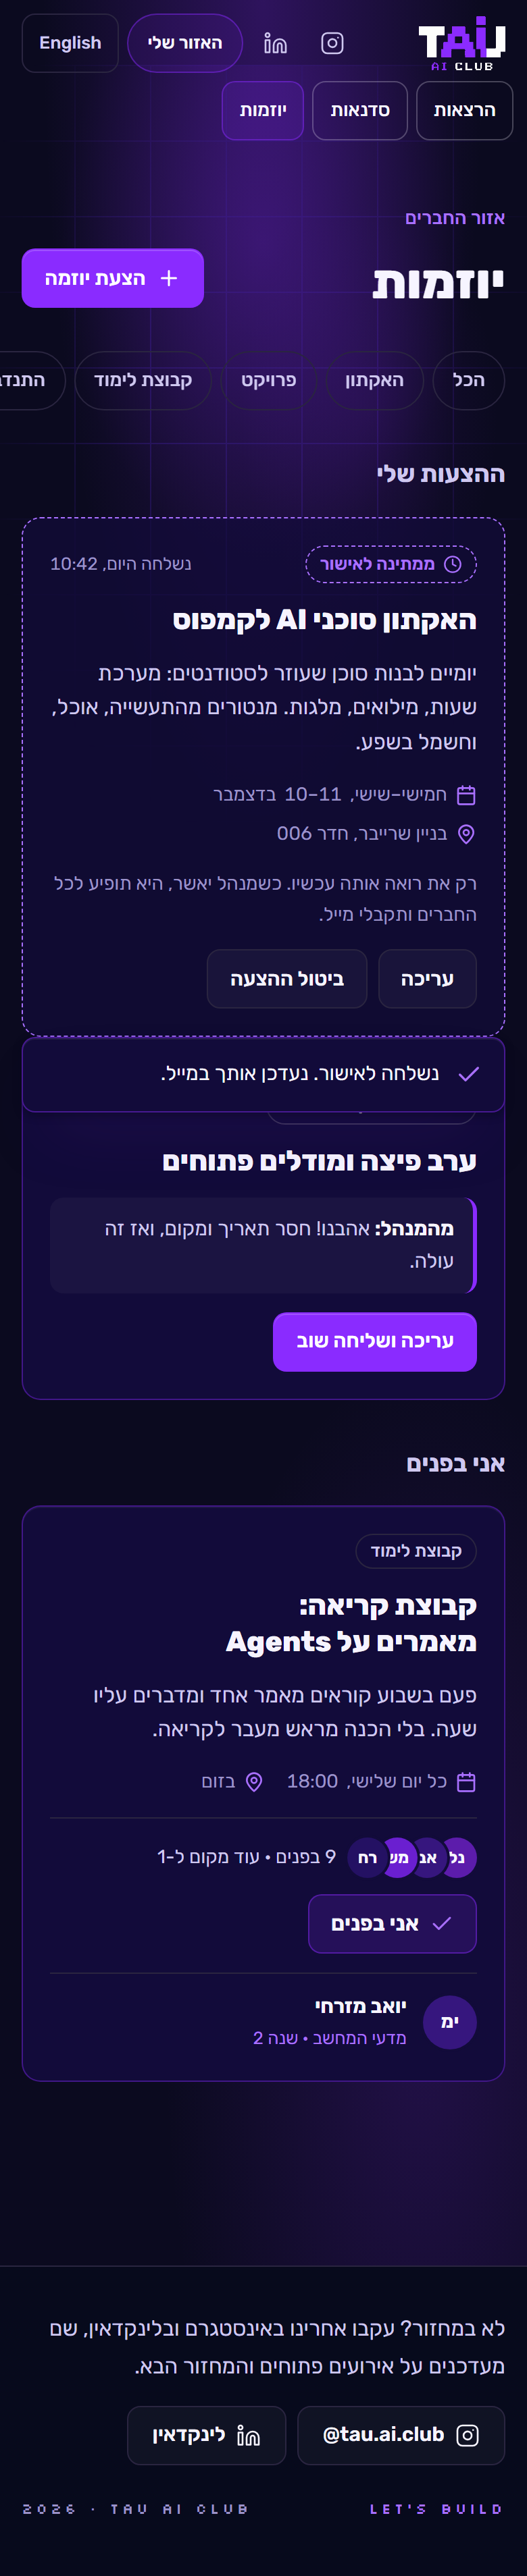 TAU
AI CLUB
האזור שלי
English
הרצאות
סדנאות
יוזמות
אזור החברים
יוזמות
הצעת יוזמה
הכל
האקתון
פרויקט
קבוצת לימוד
ההצעות שלי
ממתינה לאישור
נשלחה היום, 10:42
האקתון סוכני AI לקמפוס
יומיים לבנות סוכן שעוזר לסטודנטים: מערכת
שעות, מילואים, מלגות. מנטורים מהתעשייה, אוכל,
וחשמל בשפע.
חמישי-שישי, 10–11 בדצמבר
בניין שרייבר, חדר 006
רק את רואה אותה עכשיו. כשמנהל יאשר, היא תופיע לכל
החברים ותקבלי מייל.
עריכה
ביטול ההצעה
נשלחה לאישור. נעדכן אותך במייל.
ערב פיצה ומודלים פתוחים
מהמנהל: אהבנו! חסר תאריך ומקום, ואז זה
עולה.
עריכה ושליחה שוב
אני בפנים
קבוצת לימוד
קבוצת קריאה:
מאמרים על Agents
פעם בשבוע קוראים מאמר אחד ומדברים עליו
שעה. בלי הכנה מראש מעבר לקריאה.
כל יום שלישי, 18:00
בזום
נל
אב
מש
רח
9 בפנים • עוד מקום ל-1
אני בפנים
ימ
יואב מזרחי
מדעי המחשב • שנה 2
לא במחזור? עקבו אחרינו באינסטגרם ובלינקדאין, שם
מעדכנים על אירועים פתוחים והמחזור הבא.
@tau.ai.club
לינקדאין
LET'S BUILD
2026 · TAU AI CLUB